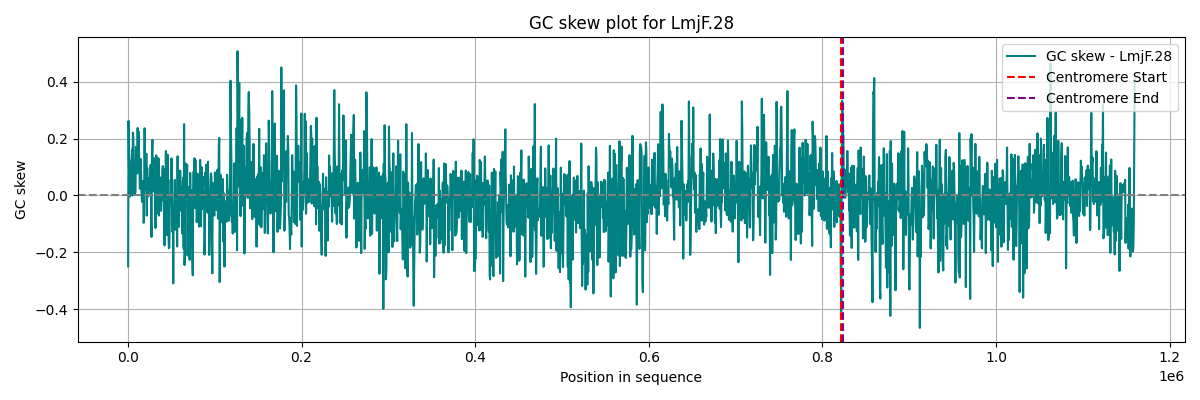 GC skew plot for LmjF.28
GC skew - LmjF.28
Centromere Start
Centromere End
GC skew
0.4
0.2
0.0
−0.2
−0.4
0.0 0.2 0.4 0.6 0.8 1.0 1.2
1e6
Position in sequence